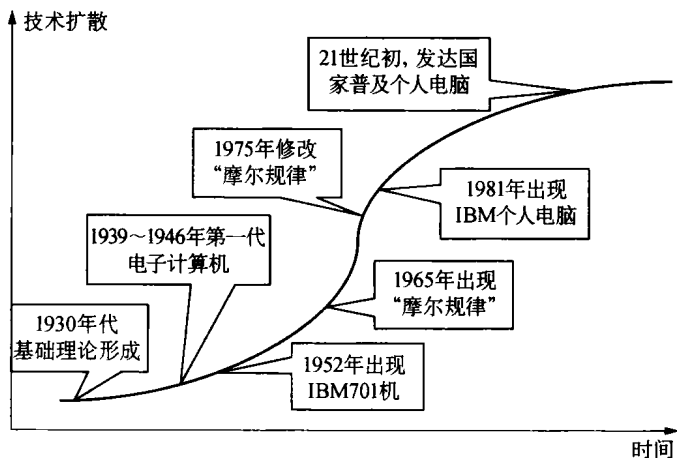 技术扩散
21世纪初, 发达国
家普及个人电脑
1975年修改
“摩尔规律”
1981年出现
IBM个人电脑
1939～1946年第一代
电子计算机
1965年出现
“摩尔规律”
1930年代
基础理论形成
1952年出现
IBM701机
时间